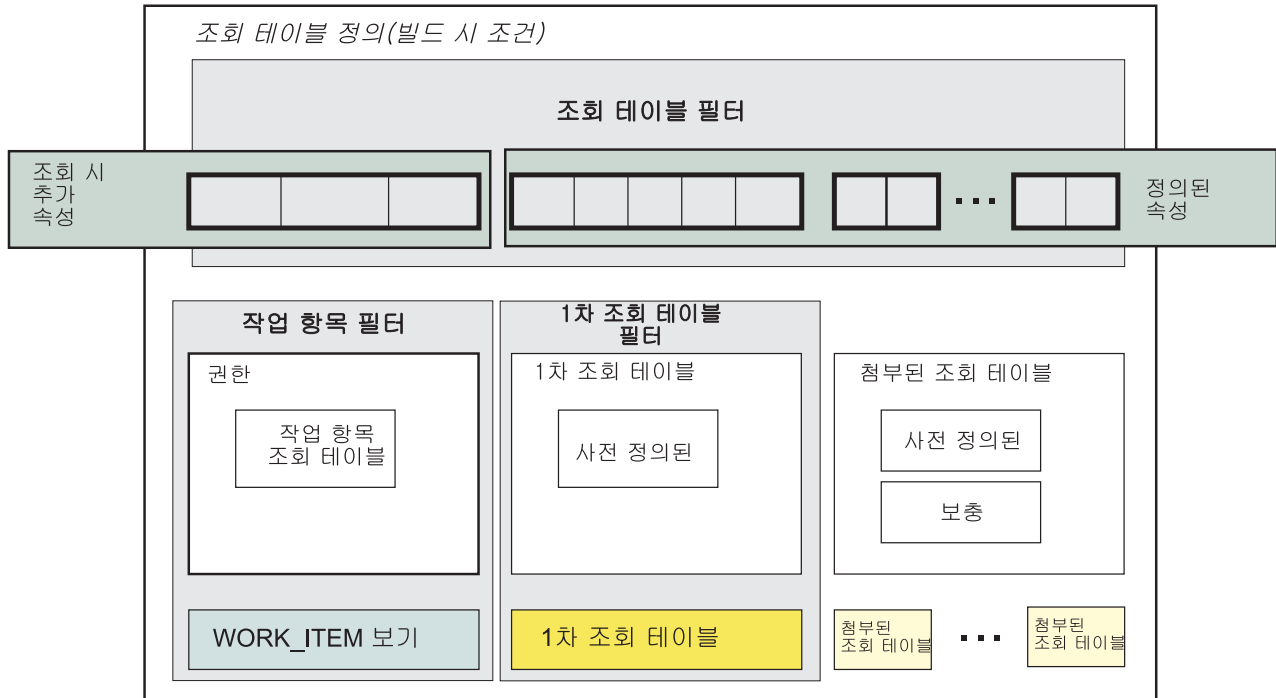 조회 테이블 정의(빌드 시 조건)
조회 테이블 필터
조회 시
추가
속성
정의된
속성
작업 항목 필터
권한
작업 항목
조회 테이블
WORK_ITEM 보기
1차 조회 테이블
필터
1차 조회 테이블
사전 정의된
1차 조회 테이블
첨부된 조회 테이블
사전 정의된
보충
첨부된
조회 테이블
첨부된
조회 테이블